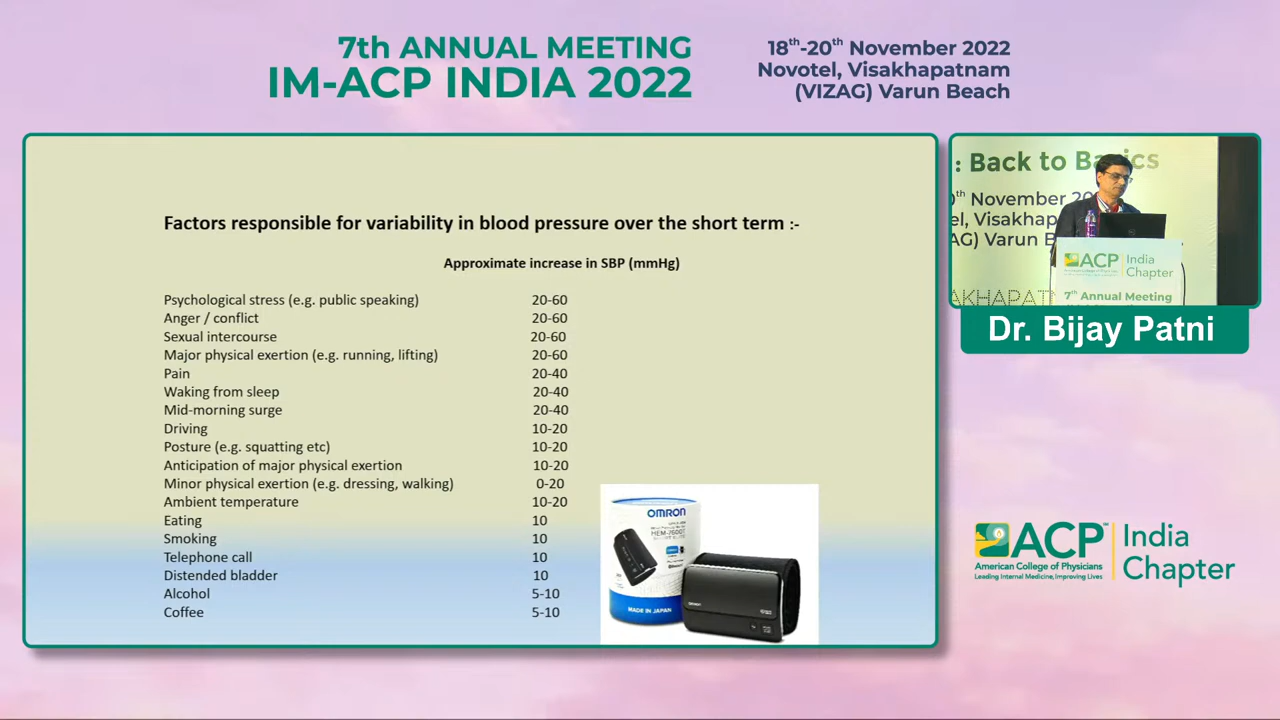 7th ANNUAL MEETING
IM-ACP INDIA 2022
18th-20th November 2022
Novotel, Visakhapatnam
(VIZAG) Varun Beach
Factors responsible for variability in blood pressure over the short term :-
Approximate increase in SBP (mmHg)
Psychological stress (e.g. public speaking) 20-60
Anger / conflict 20-60
Sexual intercourse 20-60
Major physical exertion (e.g. running, lifting) 20-60
Pain 20-40
Waking from sleep 20-40
Mid-morning surge 20-40
Driving 10-20
Posture (e.g. squatting etc) 10-20
Anticipation of major physical exertion 10-20
Minor physical exertion (e.g. dressing, walking) 0-20
Ambient temperature 10-20
Eating 10
Smoking 10
Telephone call 10
Distended bladder 10
Alcohol 5-10
Coffee 5-10
OMRON
MADE IN JAPAN
: Back to Basics
th November 20
el, Visakhap
AG) Varun B
AKHAPAT
ACP India
Chapter
7th Annual Meeting
Dr. Bijay Patni
ACP India
Chapter
American College of Physicians
Leading Internal Medicine, Improving Lives